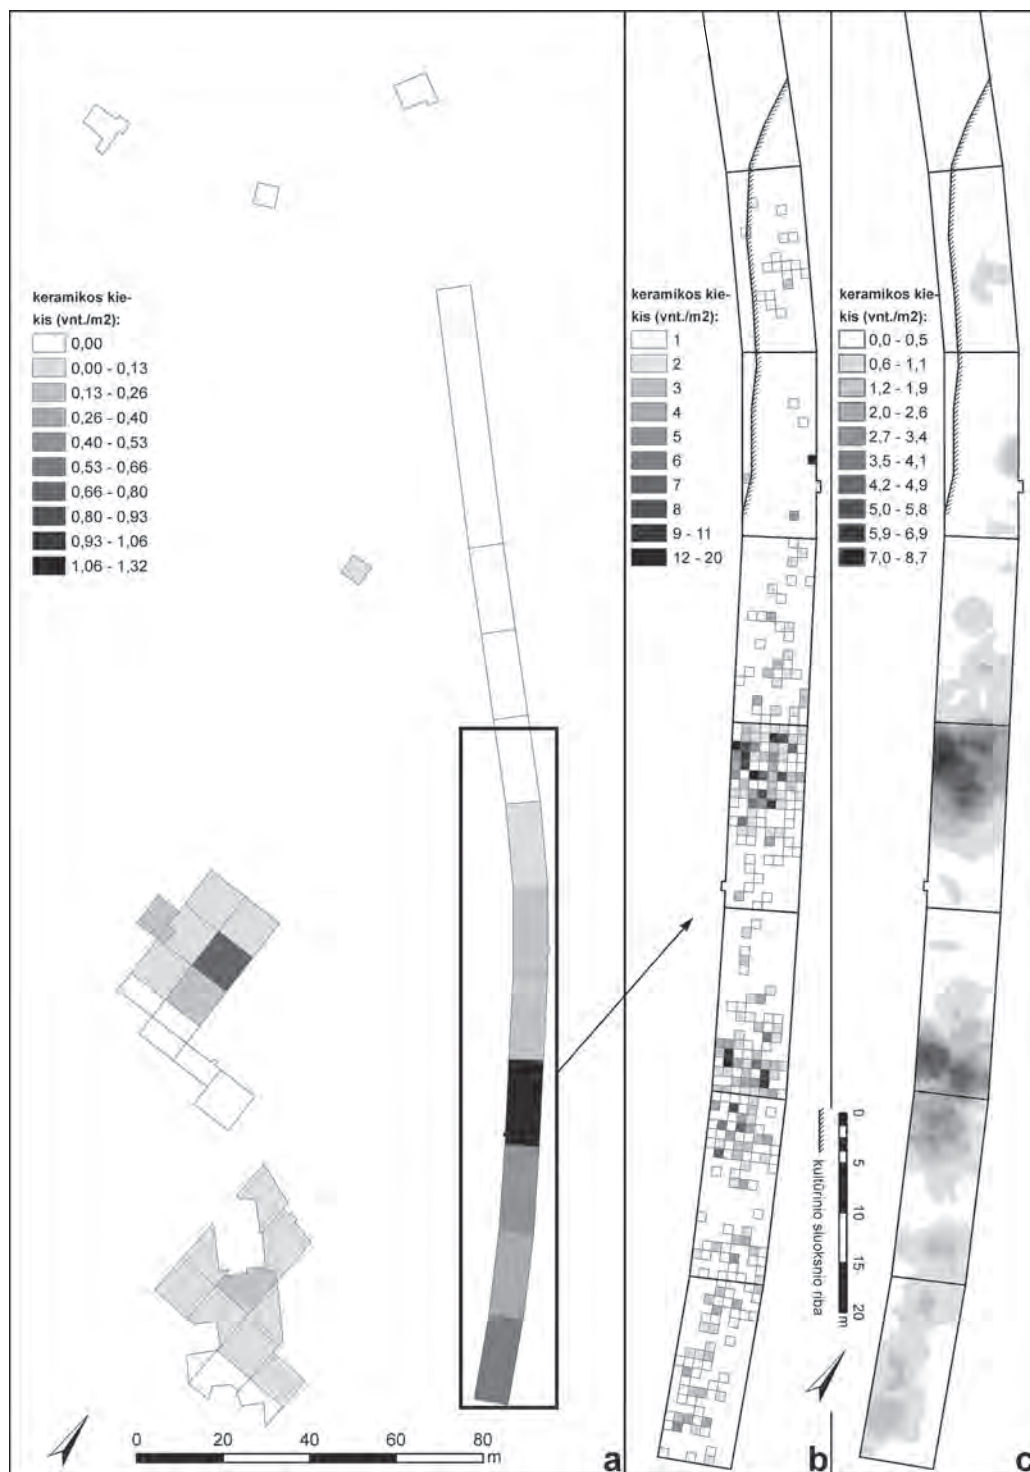 keramikos kie-
kis (vnt./m2):
0,00
0,00 - 0,13
0,13 - 0,26
0,26 - 0,40
0,40 - 0,53
0,53 - 0,66
0,66 - 0,80
0,80 - 0,93
0,93 - 1,06
1,06 - 1,32
0 20 40 60 80
m
a
keramikos kie-
kis (vnt./m2):
1
2
3
4
5
6
7
8
9 - 11
12 - 20
b
keramikos kie-
kis (vnt./m2):
0,0 - 0,5
0,6 - 1,1
1,2 - 1,9
2,0 - 2,6
2,7 - 3,4
3,5 - 4,1
4,2 - 4,9
5,0 - 5,8
5,9 - 6,9
7,0 - 8,7
kultūrinio sluoksnio riba
0 5 10 15 20
m
c